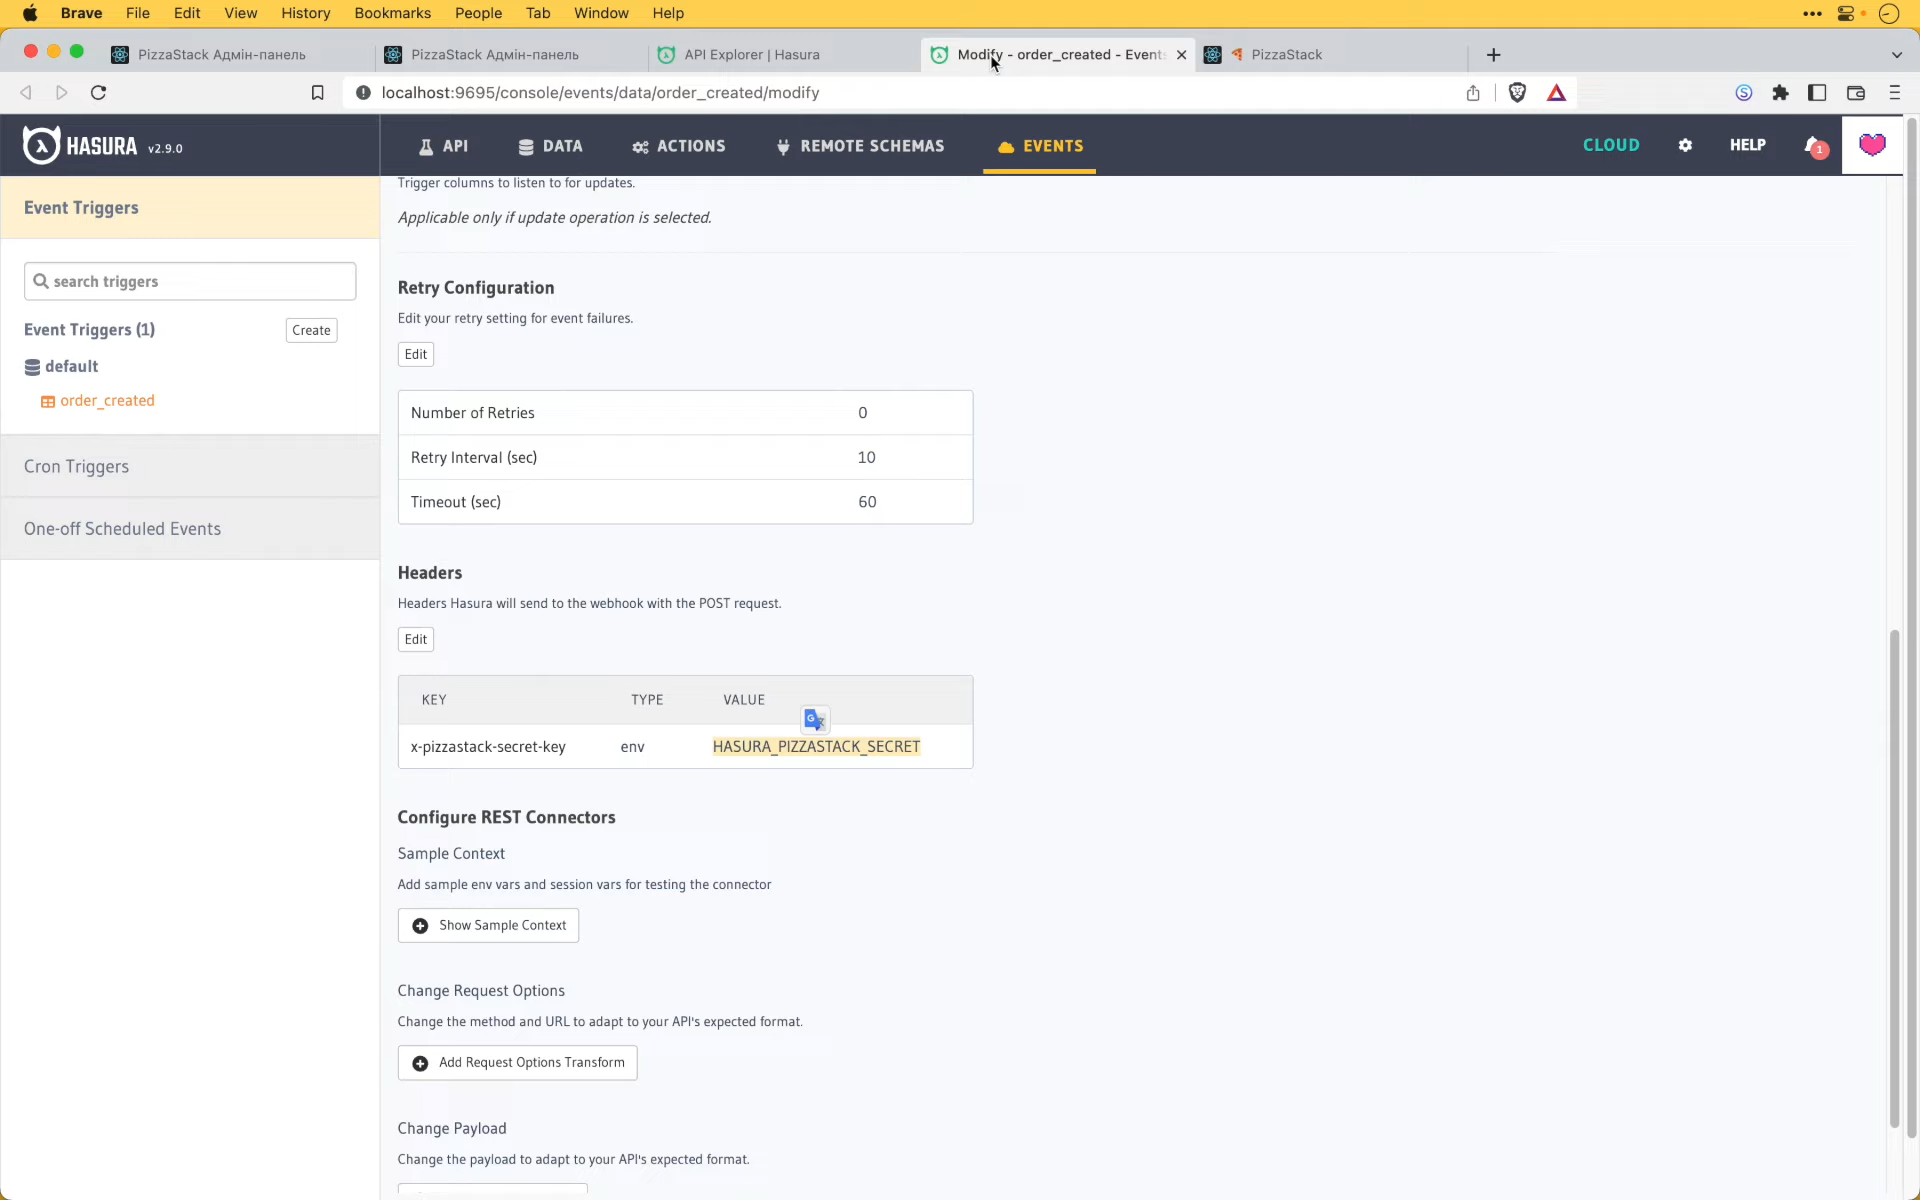 Brave File Edit View History Bookmarks People Tab Window Help
PizzaStack Адмін-панель
PizzaStack Адмін-панель
API Explorer | Hasura
Modify - order_created - Event
PizzaStack
localhost:9695/console/events/data/order_created/modify
HASURA v2.9.0
API
DATA
ACTIONS
REMOTE SCHEMAS
EVENTS
CLOUD
HELP
1
Event Triggers
search triggers
Event Triggers (1)
Create
default
order_created
Cron Triggers
One-off Scheduled Events
Trigger columns to listen to for updates.
Applicable only if update operation is selected.
Retry Configuration
Edit your retry setting for event failures.
Edit
Number of Retries 0
Retry Interval (sec) 10
Timeout (sec) 60
Headers
Headers Hasura will send to the webhook with the POST request.
Edit
KEY TYPE VALUE
x-pizzastack-secret-key env HASURA_PIZZASTACK_SECRET
Configure REST Connectors
Sample Context
Add sample env vars and session vars for testing the connector
Show Sample Context
Change Request Options
Change the method and URL to adapt to your API's expected format.
Add Request Options Transform
Change Payload
Change the payload to adapt to your API's expected format.